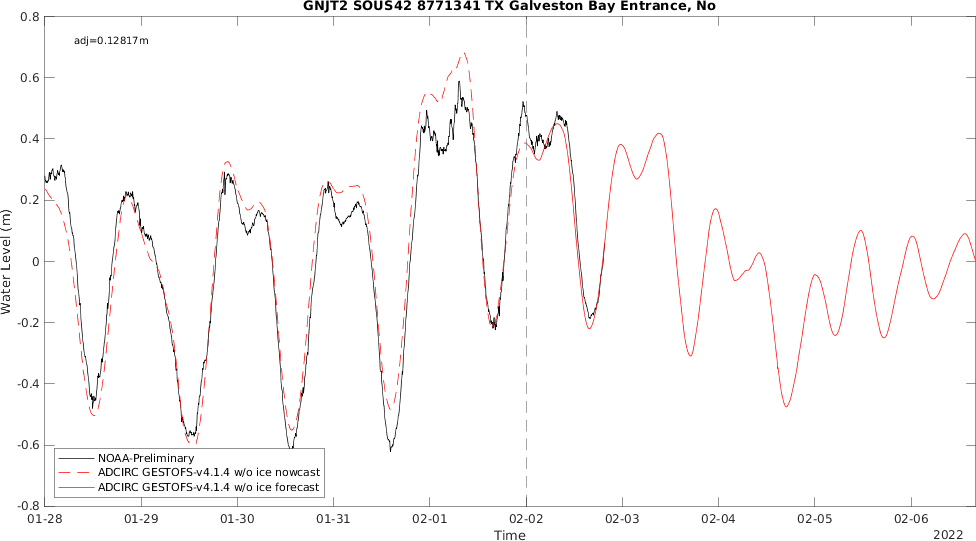 GNJT2 SOUS42 8771341 TX Galveston Bay Entrance, No
adj=0.12817m
0.8
0.6
0.4
0.2
0
-0.2
-0.4
-0.6
-0.8
Water Level (m)
NOAA-Preliminary
ADCIRC GESTOFS-v4.1.4 w/o ice nowcast
ADCIRC GESTOFS-v4.1.4 w/o ice forecast
01-28 01-29 01-30 01-31 02-01 02-02 02-03 02-04 02-05 02-06
Time
2022